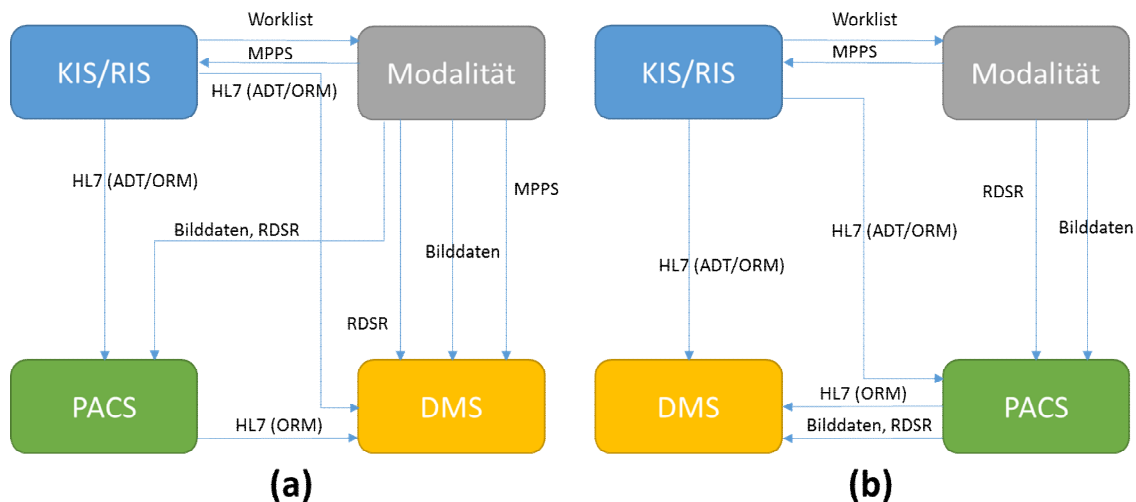 Worklist
KIS/RIS
MPPS
Modalität
HL7 (ADT/ORM)
HL7 (ADT/ORM)
MPPS
Bilddaten, RDSR
Bilddaten
RDSR
PACS
DMS
HL7 (ORM)
(a)
Worklist
KIS/RIS
MPPS
Modalität
RDSR
Bilddaten
HL7 (ADT/ORM)
HL7 (ADT/ORM)
DMS
HL7 (ORM)
PACS
Bilddaten, RDSR
(b)